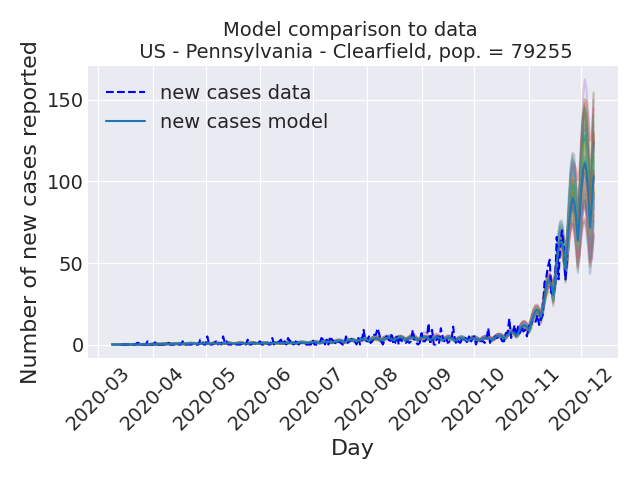 Model comparison to data
US - Pennsylvania - Clearfield, pop. = 79255
new cases data
new cases model
Number of new cases reported
150
100
50
0
2020-03
2020-04
2020-05
2020-06
2020-07
2020-08
2020-09
2020-10
2020-11
2020-12
Day